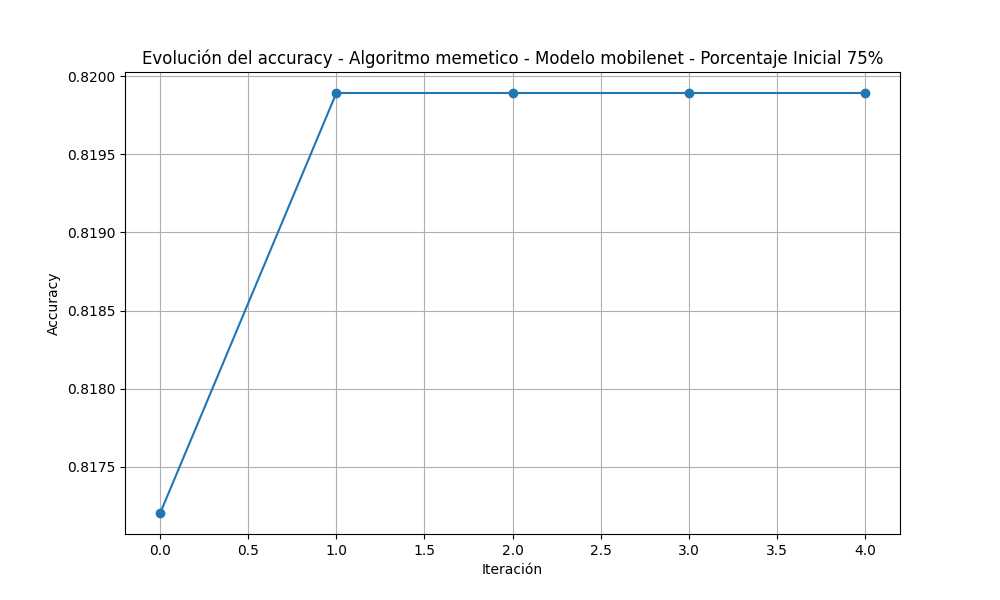 Evolución del accuracy - Algoritmo memetico - Modelo mobilenet - Porcentaje Inicial 75%
0.8200
0.8195
0.8190
0.8185
0.8180
0.8175
Accuracy
0.0 0.5 1.0 1.5 2.0 2.5 3.0 3.5 4.0
Iteración